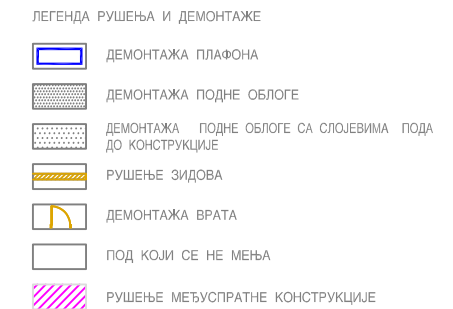 ЛЕГЕНДА РУШЕЊА И ДЕМОНТАЖЕ
ДЕМОНТАЖА ПЛАФОНА
ДЕМОНТАЖА ПОДНЕ ОБЛОГЕ
ДЕМОНТАЖА ПОДНЕ ОБЛОГЕ СА СЛОЈЕВИМА ПОДА
ДО КОНСТРУКЦИЈЕ
РУШЕЊЕ ЗИДОВА
ДЕМОНТАЖА ВРАТА
ПОД КОЈИ СЕ НЕ МЕЊА
РУШЕЊЕ МЕЂУСПРАТНЕ КОНСТРУКЦИЈЕ